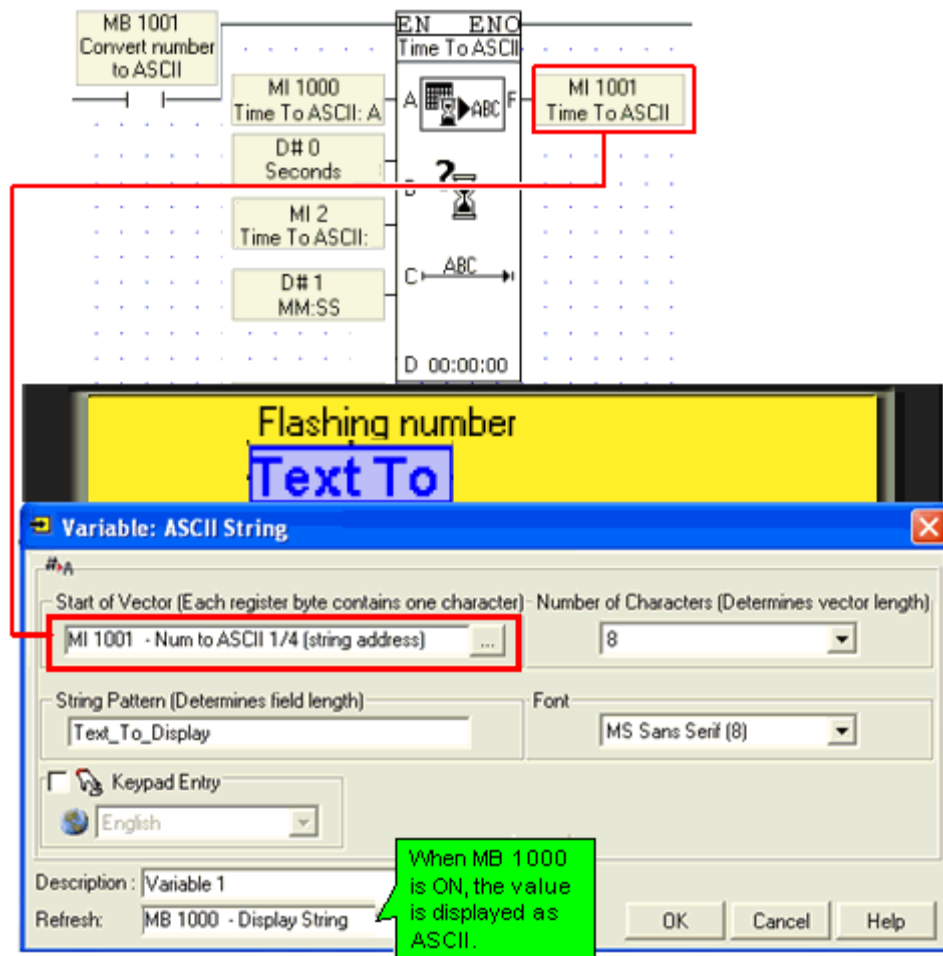 MB 1001
Convert number
to ASCII
EN ENO
Time To ASCII
MI 1000
Time To ASCII: A
A
ABC
F
MI 1001
Time To ASCII
D# 0
Seconds
B
?
MI 2
Time To ASCII:
C
ABC
D# 1
MM:SS
D 00:00:00
Flashing number
Text To
Variable: ASCII String
#▸A
Start of Vector (Each register byte contains one character)
Number of Characters (Determines vector length)
MI 1001 - Num to ASCII 1/4 (string address)
...
8
String Pattern (Determines field length)
Font
Text_To_Display
MS Sans Serif (8)
Keypad Entry
English
When MB 1000
is ON, the value
is displayed as
ASCII.
Description : Variable 1
Refresh: MB 1000 - Display String
OK Cancel Help